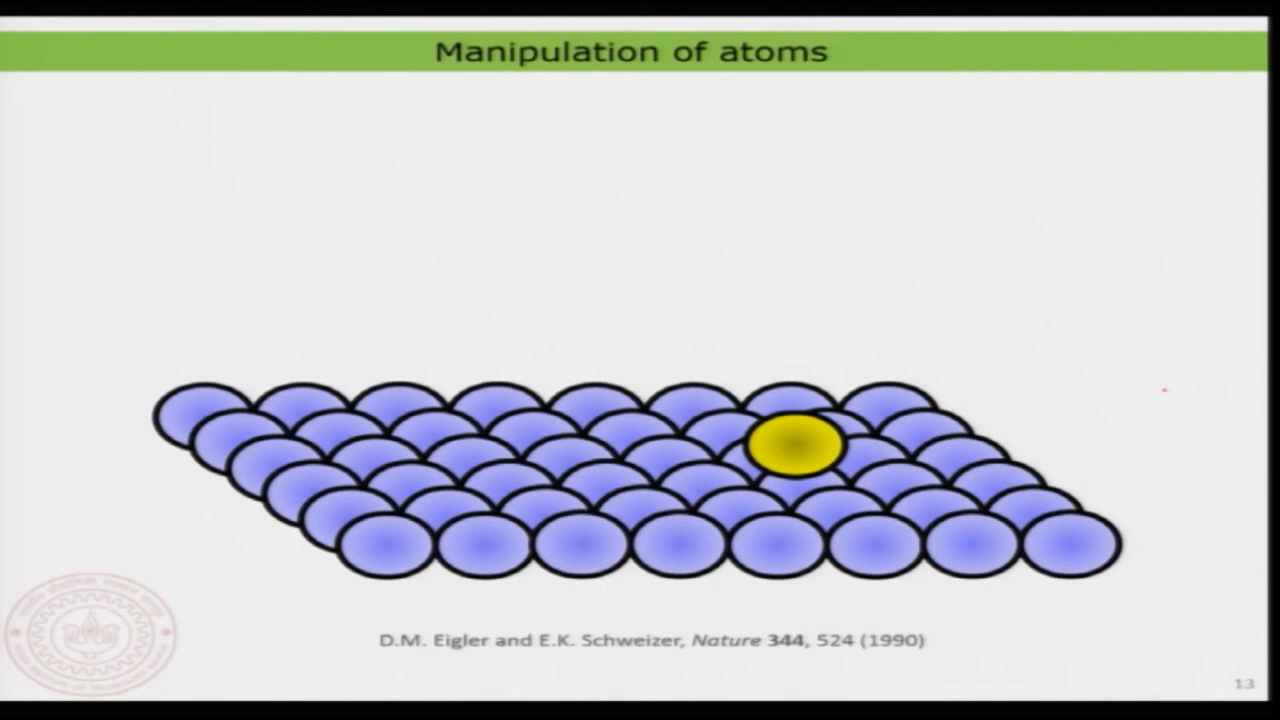 Manipulation of atoms
D.M. Eigler and E.K. Schweizer, Nature 344, 524 (1990)
13